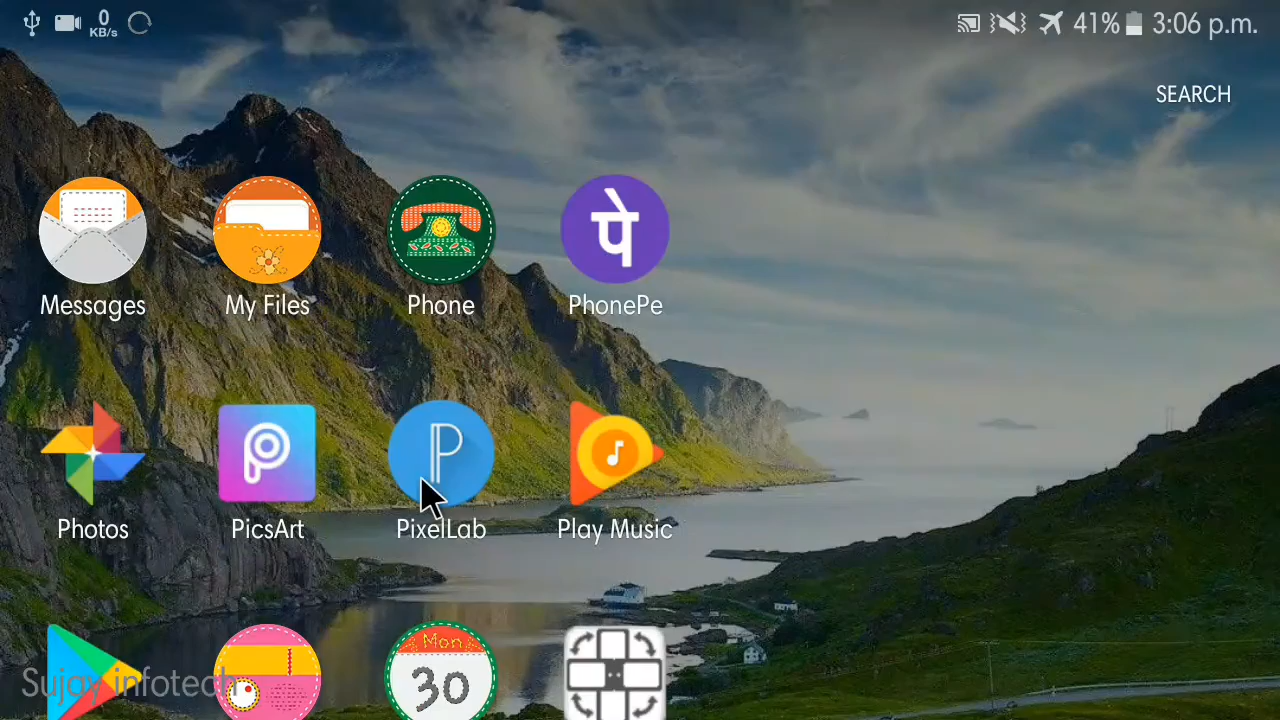 0
KB/s
41%
3:06 p.m.
SEARCH
पे
Messages
My Files
Phone
PhonePe
P
P
Photos
PicsArt
PixelLab
Play Music
Mon
30
Sujoy infotech